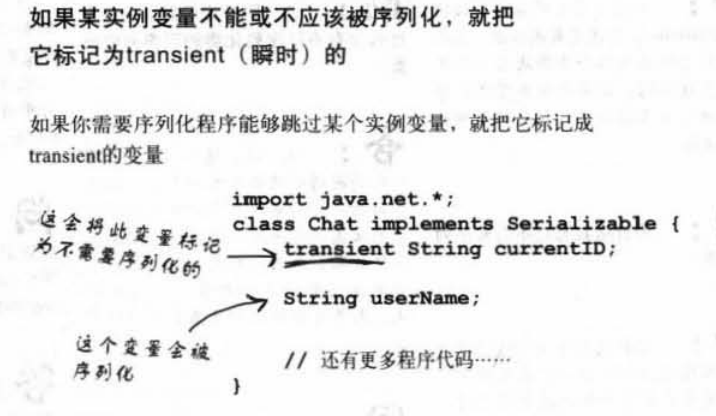 如果某实例变量不能或不应该被序列化，就把
它标记为transient（瞬时）的
如果你需要序列化程序能够跳过某个实例变量，就把它标记成
transient的变量
import java.net.*;
class Chat implements Serializable {
这会将此变量标记
为不需要序列化的
transient String currentID;
String userName;
这个变量会被
序列化
// 还有更多程序代码……
}